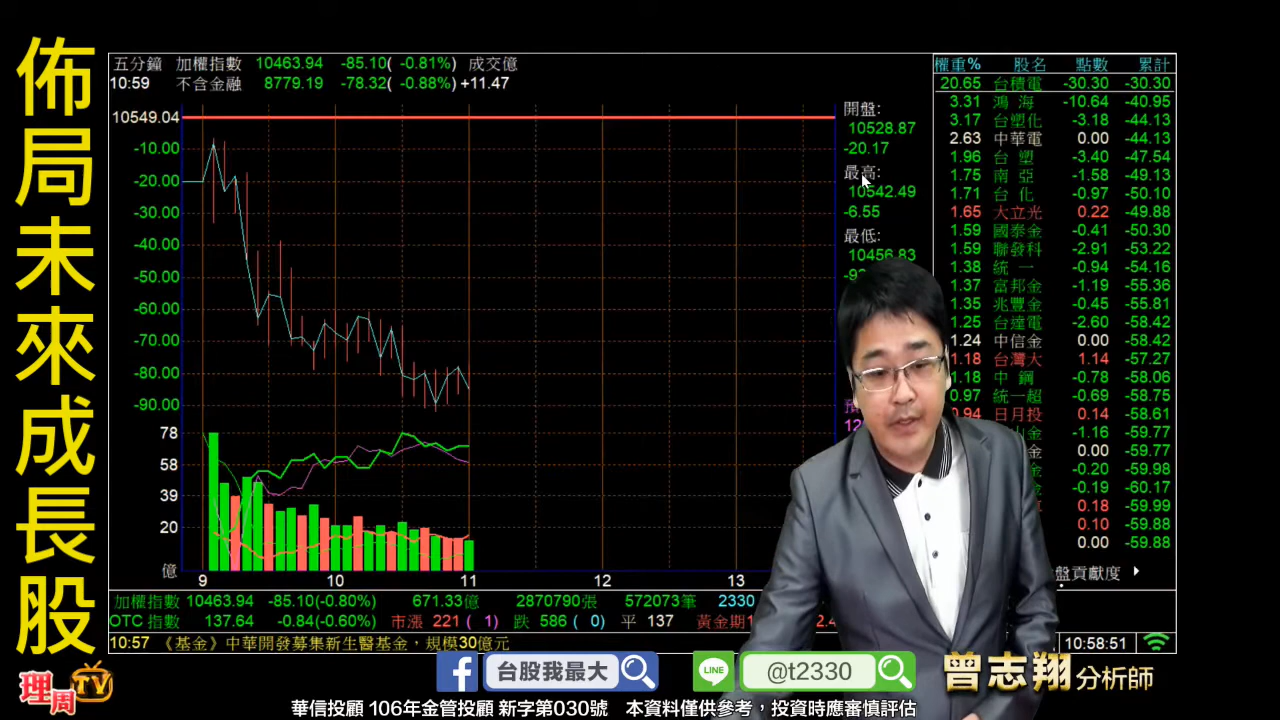 佈局未來成長股
五分鐘 加權指數 10463.94 -85.10( -0.81%) 成交億
10:59 不含金融 8779.19 -78.32( -0.88%) +11.47
10549.04
-10.00
-20.00
-30.00
-40.00
-50.00
-60.00
-70.00
-80.00
-90.00
78
58
39
20
億
9 10 11 12 13
開盤:
10528.87
-20.17
最高:
10542.49
-6.55
最低:
10456.83
權重% 股名 點數 累計
20.65 台積電 -30.30 -30.30
3.31 鴻海 -10.64 -40.95
3.17 台塑化 -3.18 -44.13
2.63 中華電 0.00 -44.13
1.96 台塑 -3.40 -47.54
1.75 南亞 -1.58 -49.13
1.71 台化 -0.97 -50.10
1.65 大立光 0.22 -49.88
1.59 國泰金 -0.41 -50.30
1.59 聯發科 -2.91 -53.22
1.38 統一 -0.94 -54.16
1.37 富邦金 -1.19 -55.36
1.35 兆豐金 -0.45 -55.81
1.25 台達電 -2.60 -58.42
1.24 中信金 0.00 -58.42
1.18 台灣大 1.14 -57.27
1.18 中鋼 -0.78 -58.06
0.97 統一超 -0.69 -58.75
0.94 日月投 0.14 -58.61
山金 -1.16 -59.77
金 0.00 -59.77
金 -0.20 -59.98
-0.19 -60.17
0.18 -59.99
0.10 -59.88
0.00 -59.88
盤貢獻度
加權指數 10463.94 -85.10(-0.80%) 671.33億 2870790張 572073筆 2330
OTC 指數 137.64 -0.84(-0.60%) 市漲 221 ( 1) 跌 586 ( 0) 平 137 黃金期1
10:57 《基金》中華開發募集新生醫基金，規模30億元 10:58:51
理周TV
台股我最大
LINE
@t2330
曾志翔分析師
華信投顧 106年金管投顧 新字第030號 本資料僅供參考，投資時應審慎評估